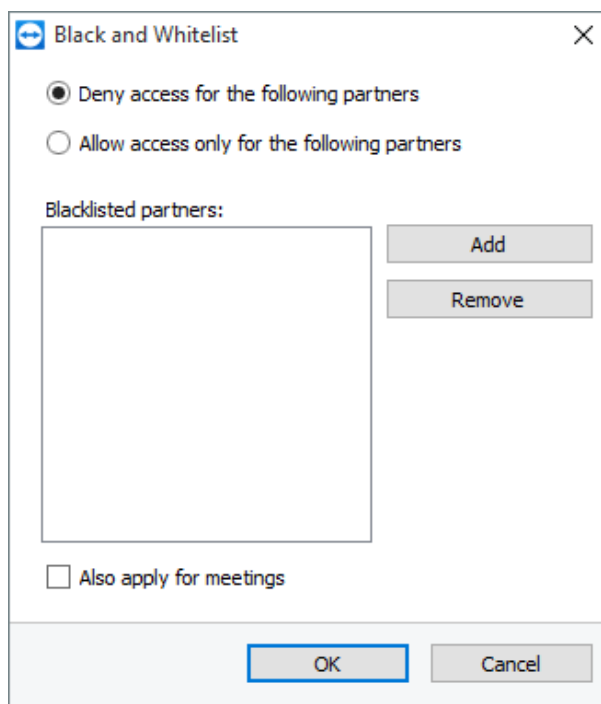 Black and Whitelist
Deny access for the following partners
Allow access only for the following partners
Blacklisted partners:
Add
Remove
Also apply for meetings
OK
Cancel